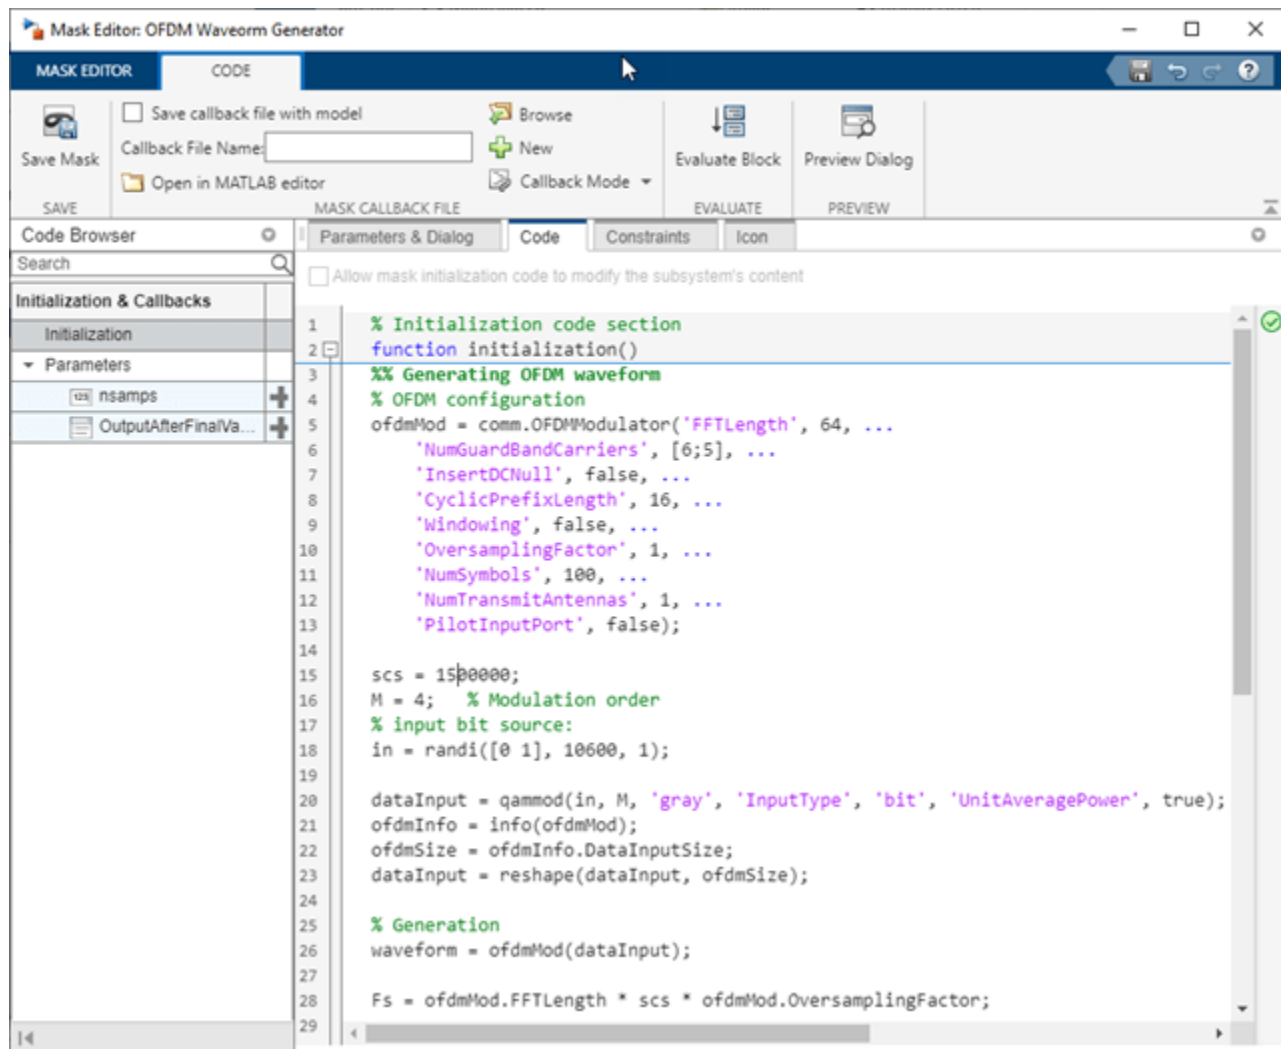 Mask Editor: OFDM Waveorm Generator
MASK EDITOR
CODE
Save Mask
SAVE
Save callback file with model
Callback File Name:
Open in MATLAB editor
Browse
New
Callback Mode
MASK CALLBACK FILE
Evaluate Block
EVALUATE
Preview Dialog
PREVIEW
Code Browser
Search
Initialization & Callbacks
Initialization
Parameters
nsamps
OutputAfterFinalVa...
Parameters & Dialog
Code
Constraints
Icon
Allow mask initialization code to modify the subsystem's content
1 % Initialization code section
2 function initialization()
3 %% Generating OFDM waveform
4 % OFDM configuration
5 ofdmMod = comm.OFDMModulator('FFTLength', 64, ...
6 'NumGuardBandCarriers', [6;5], ...
7 'InsertDCNull', false, ...
8 'CyclicPrefixLength', 16, ...
9 'Windowing', false, ...
10 'OversamplingFactor', 1, ...
11 'NumSymbols', 100, ...
12 'NumTransmitAntennas', 1, ...
13 'PilotInputPort', false);
14
15 scs = 1500000;
16 M = 4; % Modulation order
17 % input bit source:
18 in = randi([0 1], 10600, 1);
19
20 dataInput = qammod(in, M, 'gray', 'InputType', 'bit', 'UnitAveragePower', true);
21 ofdmInfo = info(ofdmMod);
22 ofdmSize = ofdmInfo.DataInputSize;
23 dataInput = reshape(dataInput, ofdmSize);
24
25 % Generation
26 waveform = ofdmMod(dataInput);
27
28 Fs = ofdmMod.FFTLength * scs * ofdmMod.OversamplingFactor;
29